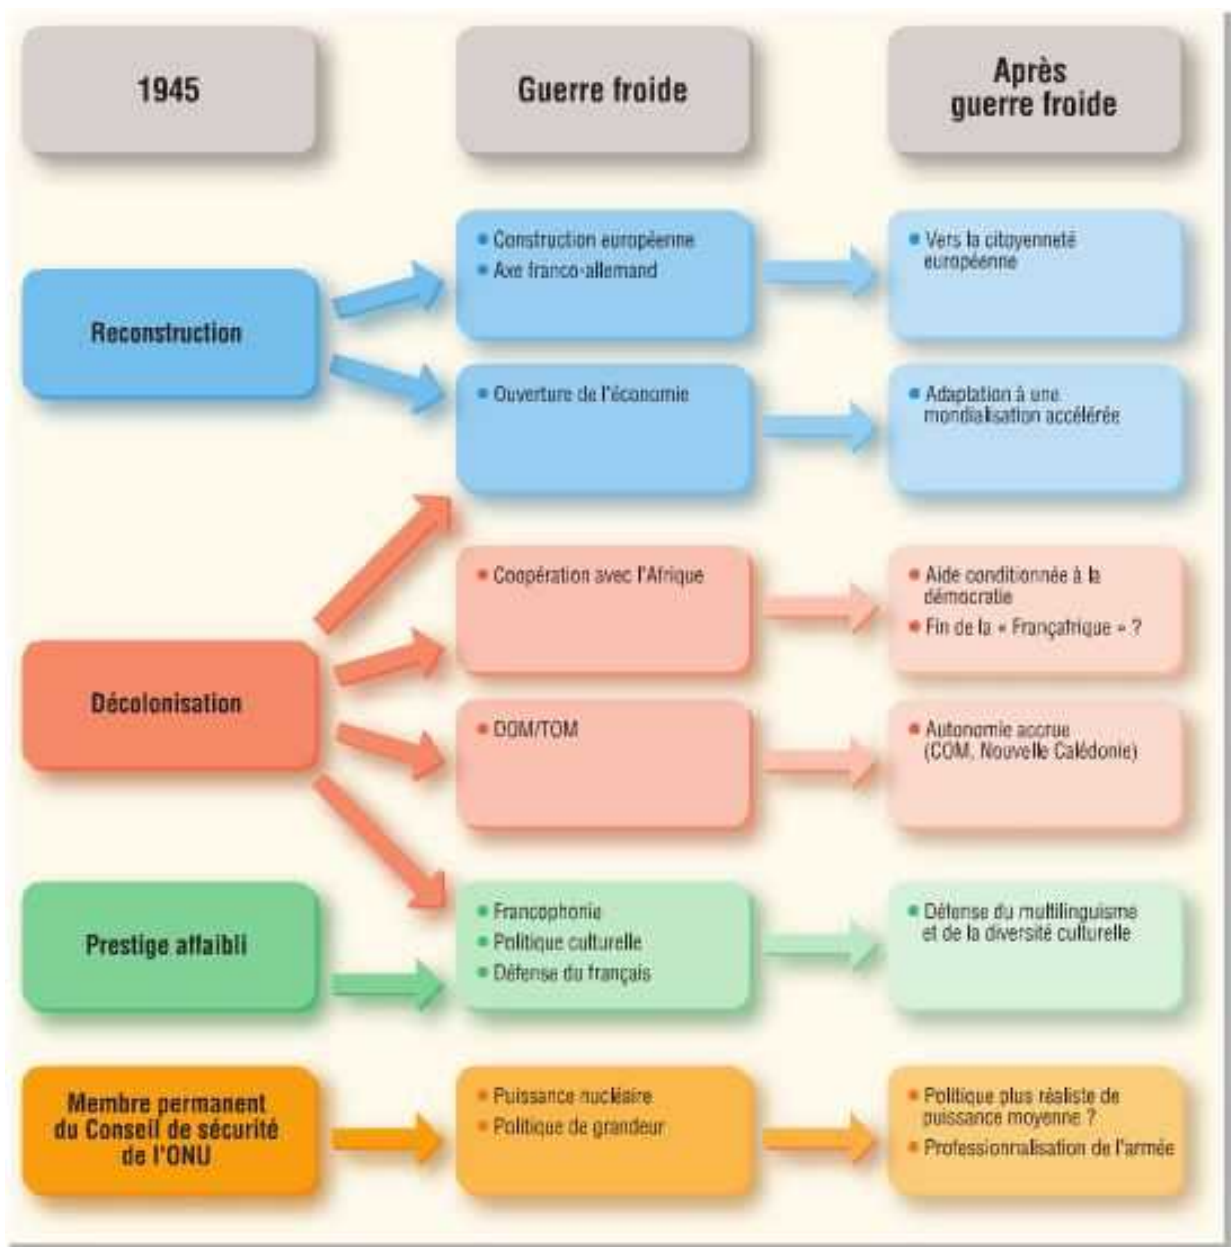 1945
Guerre froide
Après
guerre froide
Reconstruction
• Construction européenne
• Axe franco-allemand
• Vers la citoyenneté
européenne
• Ouverture de l'économie
• Adaptation à une
mondialisation accélérée
Décolonisation
• Coopération avec l'Afrique
• Aide conditionnée à la
démocratie
• Fin de la « Françafrique » ?
• DOM/TOM
• Autonomie accrue
(COM, Nouvelle Calédonie)
Prestige affaibli
• Francophonie
• Politique culturelle
• Défense du français
• Défense du multilinguisme
et de la diversité culturelle
Membre permanent
du Conseil de sécurité
de l'ONU
• Puissance nucléaire
• Politique de grandeur
• Politique plus réaliste de
puissance moyenne ?
• Professionnalisation de l'armée